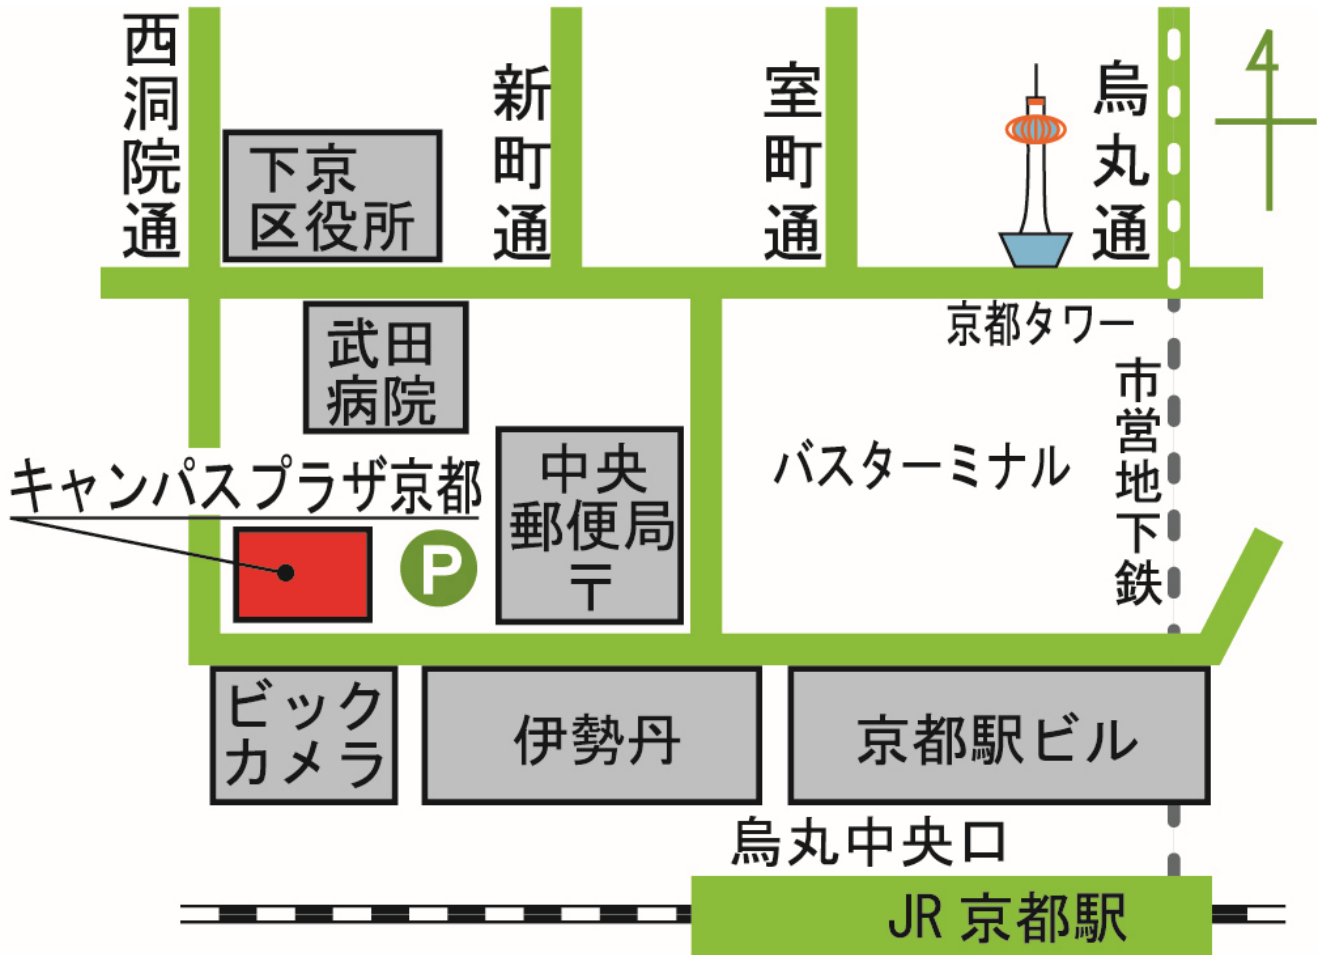 西洞院通
新町通
室町通
烏丸通
4
下京
区役所
京都タワー
武田
病院
市営地下鉄
バスターミナル
キャンパスプラザ京都
中央
郵便局
〒
P
ビック
カメラ
伊勢丹
京都駅ビル
烏丸中央口
JR 京都駅